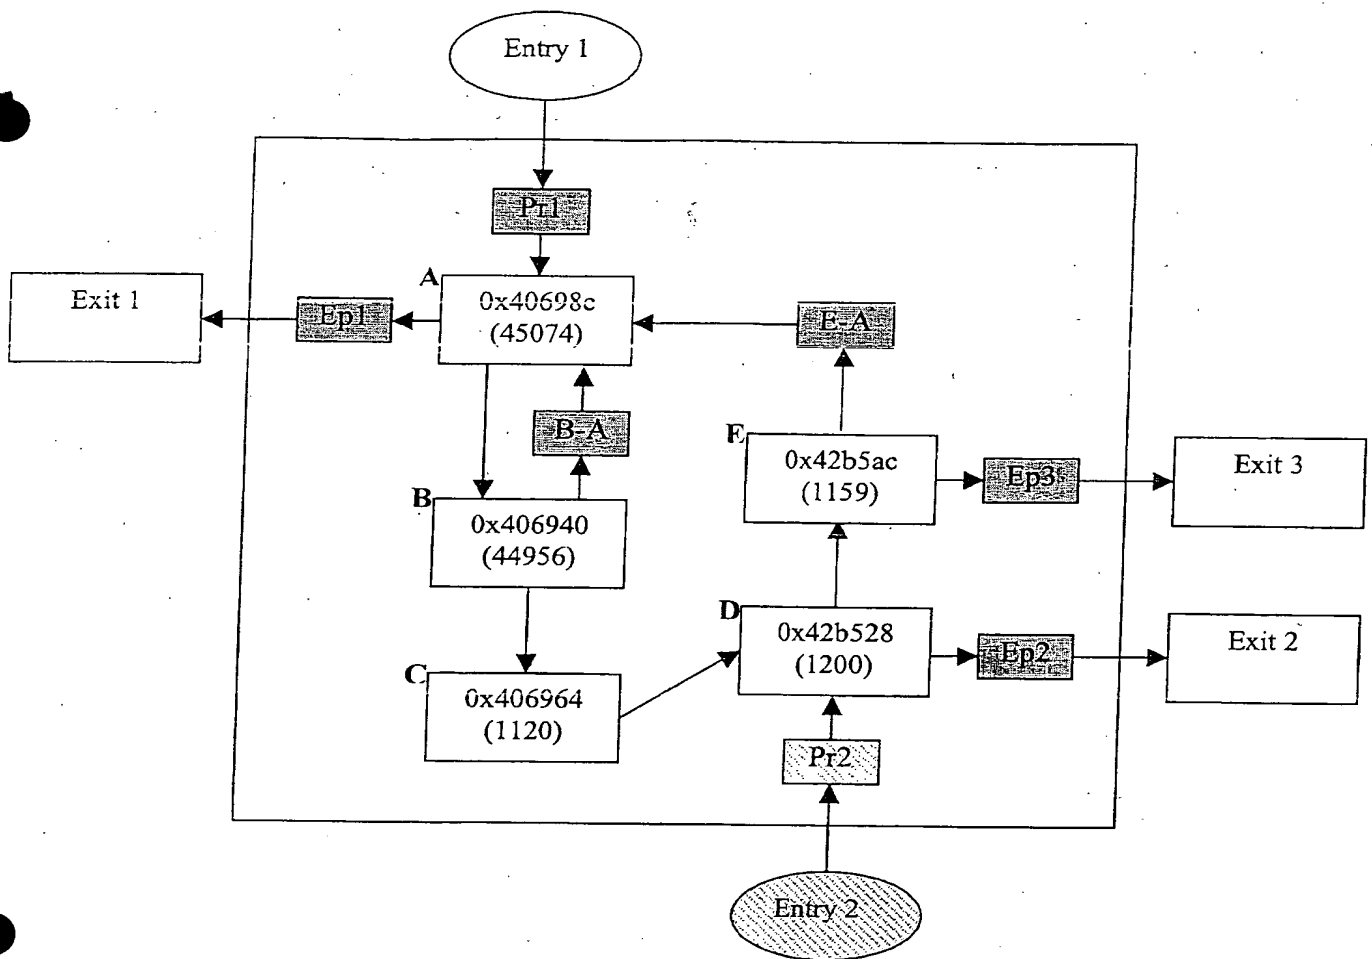 Entry 1
Pr1
A
0x40698c
(45074)
Exit 1
Ep1
E-A
B-A
E
0x42b5ac
(1159)
Ep3
Exit 3
B
0x406940
(44956)
D
0x42b528
(1200)
Ep2
Exit 2
C
0x406964
(1120)
Pr2
Entry 2